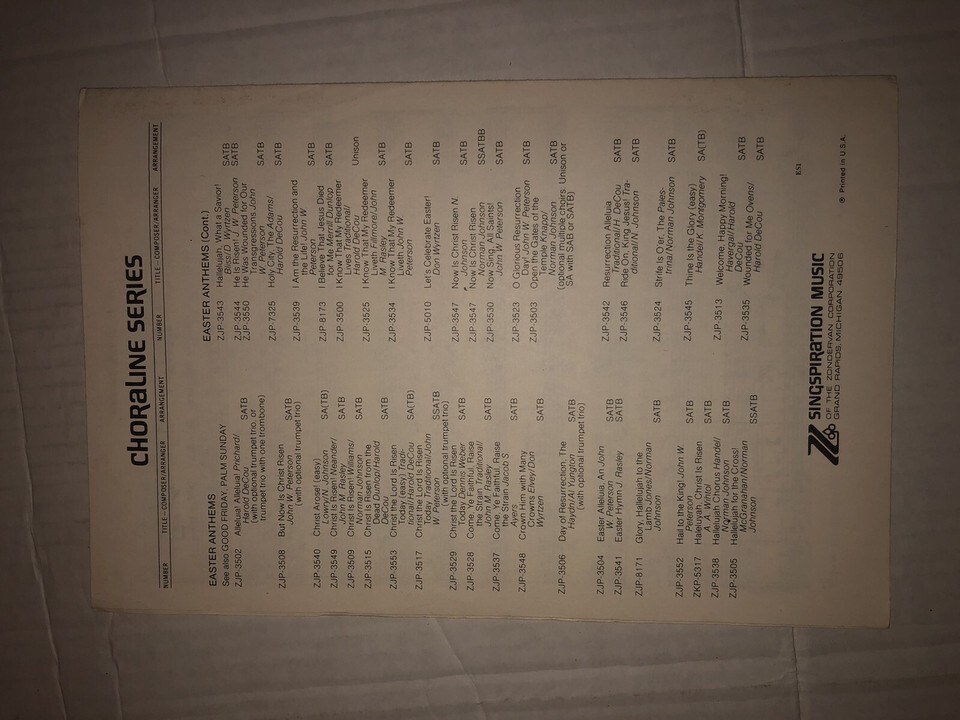 CHORALINE SERIES
NUMBER TITLE—COMPOSER/ARRANGER ARRANGEMENT
EASTER ANTHEMS
See also GOOD FRIDAY, PALM SUNDAY
ZJP-3502 Alleluia! Alleluia! Prichard/
Harold DeCou SATB
(with optional trumpet trio, or
trumpet trio with one trombone)
ZJP-3508 But Now Is Christ Risen
John W. Peterson SATB
(with optional trumpet trio)
ZJP-3540 Christ Arose! (easy)
Lowry/N. Johnson SA(TB)
ZJP-3549 Christ Is Risen! Neander/
John M. Rasley SATB
ZJP-3509 Christ Is Risen! Williams/
Norman Johnson SATB
ZJP-3515 Christ Is Risen from the
Dead Dunlop/Harold
DeCou SATB
ZJP-3553 Christ the Lord Is Risen
Today (easy) Tradi-
tional/Harold DeCou SA(TB)
ZJP-3517 Christ the Lord Is Risen
Today Traditional/John
W. Peterson SSATB
(with optional trumpet trio)
ZJP-3529 Christ the Lord Is Risen
Today Dennis Weber SATB
ZJP-3528 Come, Ye Faithful, Raise
the Strain Traditional/
John M. Rasley SATB
ZJP-3537 Come, Ye Faithful, Raise
the Strain Jacob S.
Ayers SATB
ZJP-3548 Crown Him with Many
Crowns Elvey/Don
Wyrtzen SATB
ZJP-3506 Day of Resurrection, The
Haydn/Al Yungton SATB
(with optional trumpet trio)
ZJP-3504 Easter Alleluia, An John
W. Peterson SATB
ZJP-3541 Easter Hymn J. Rasley SATB
ZJP-8171 Glory, Hallelujah to the
Lamb Jones/Norman
Johnson SATB
ZJP-3552 Hail to the King! John W.
Peterson SATB
ZKP-5317 Haleluyah, Christ Is Risen
A. A. Wihtol SATB
ZJP-3538 Hallelujah Chorus Handel/
Norman Johnson SATB
ZJP-3505 Hallelujah for the Cross!
McGranahan/Norman
Johnson SSATB
NUMBER TITLE—COMPOSER/ARRANGER ARRANGEMENT
EASTER ANTHEMS (Cont.)
ZJP-3543 Hallelujah, What a Savior!
Bliss/D. Wyrtzen SATB
ZJP-3544 He Is Risen! J. W. Peterson SATB
ZJP-3550 He Was Wounded for Our
Transgressions John
W. Peterson SATB
ZJP-7325 Holy City, The Adams/
Harold DeCou SATB
ZJP-3539 I Am the Resurrection and
the Life John W.
Peterson SATB
ZJP-8173 I Believe That Jesus Died
for Me Merrill Dunlop SATB
ZJP-3500 I Know That My Redeemer
Lives Traditional/
Harold DeCou Unison
ZJP-3525 I Know That My Redeemer
Liveth Fillmore/John
M. Rasley SATB
ZJP-3534 I Know That My Redeemer
Liveth John W.
Peterson SATB
ZJP-5010 Let's Celebrate Easter!
Don Wyrtzen SATB
ZJP-3547 Now Is Christ Risen N.
Johnson SATB
ZJP-3547 Now Is Christ Risen
Norman Johnson SSATBB
ZJP-3530 Now Sing, All Saints!
John W. Peterson SATB
ZJP-3523 O Glorious Resurrection
Day! John W. Peterson SATB
ZJP-3503 Open the Gates of the
Temple Knapp/
Norman Johnson SATB
(optional multiple choirs: Unison or
SA with SAB or SATB)
ZJP-3542 Resurrection Alleluia
Traditional/H. DeCou SATB
ZJP-3546 Ride On, King Jesus! Tra-
ditional/N. Johnson SATB
ZJP-3524 Strife Is O'er, The Pales-
trina/Norman Johnson SATB
ZJP-3545 Thine Is the Glory (easy)
Handel/K. Montgomery SA(TB)
ZJP-3513 Welcome, Happy Morning!
Traditional/Harold
DeCou SATB
ZJP-3535 Wounded for Me Ovens/
Harold DeCou SATB
E31
SINGSPIRATION MUSIC
OF THE ZONDERVAN CORPORATION
GRAND RAPIDS, MICHIGAN 49506
® Printed in U.S.A.